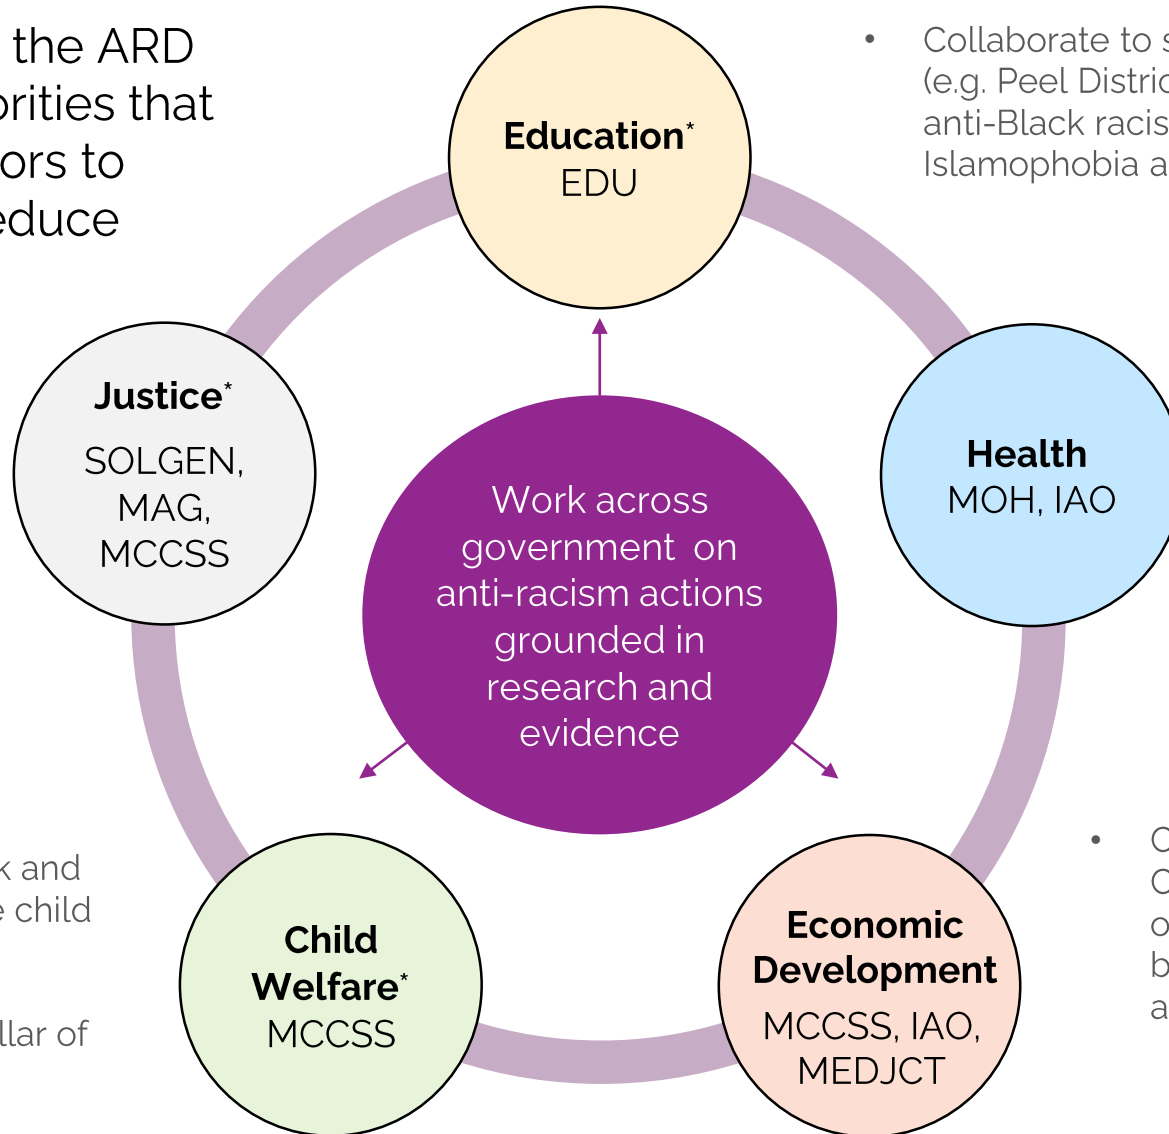 the ARD
orities that
ors to
educe
• Collaborate to s
(e.g. Peel Distric
anti-Black racis
Islamophobia a
Education*
EDU
Justice*
SOLGEN,
MAG,
MCCSS
Health
MOH, IAO
Work across
government on
anti-racism actions
grounded in
research and
evidence
k and
e child
llar of
Child
Welfare*
MCCSS
Economic
Development
MCCSS, IAO,
MEDJCT
• C
C
o
b
a